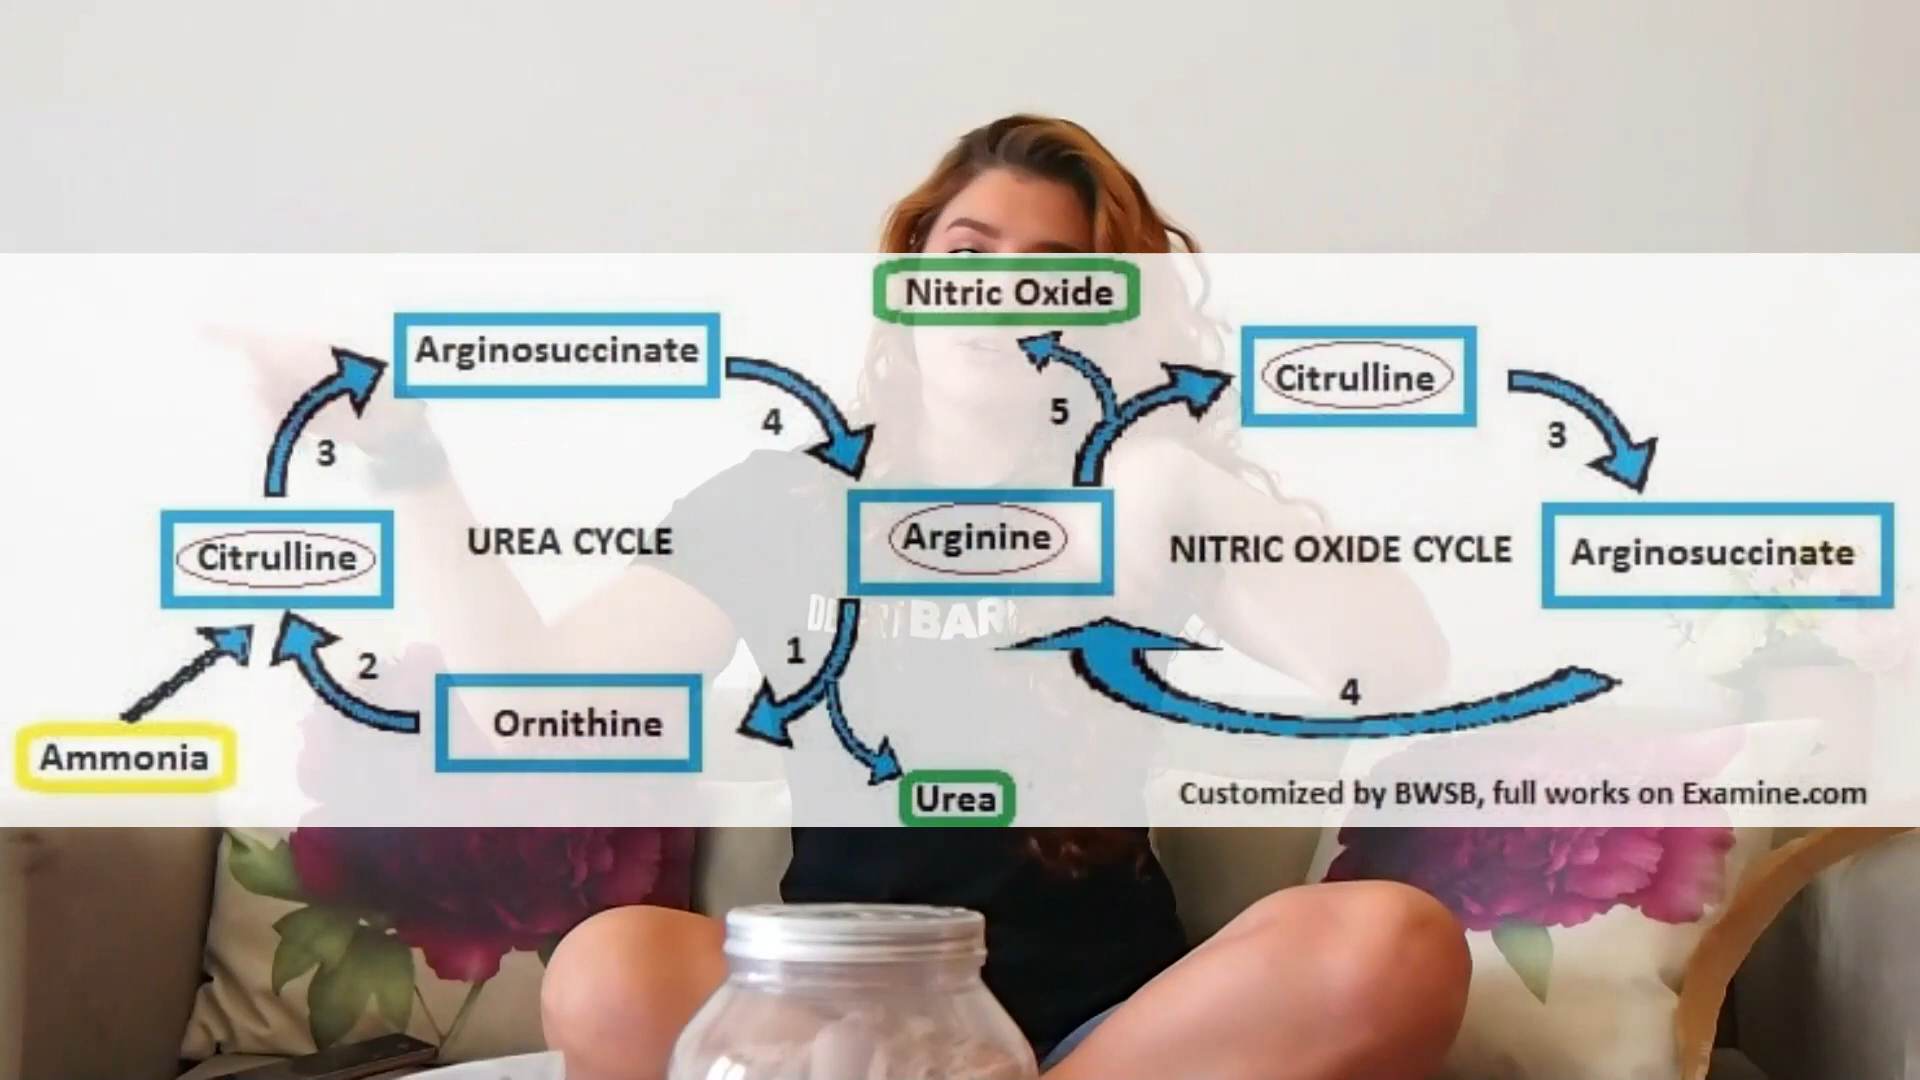 Nitric Oxide
Arginosuccinate
Citrulline
3
4
5
3
Citrulline
UREA CYCLE
Arginine
NITRIC OXIDE CYCLE
Arginosuccinate
1
2
4
Ammonia
Ornithine
Urea
Customized by BWSB, full works on Examine.com